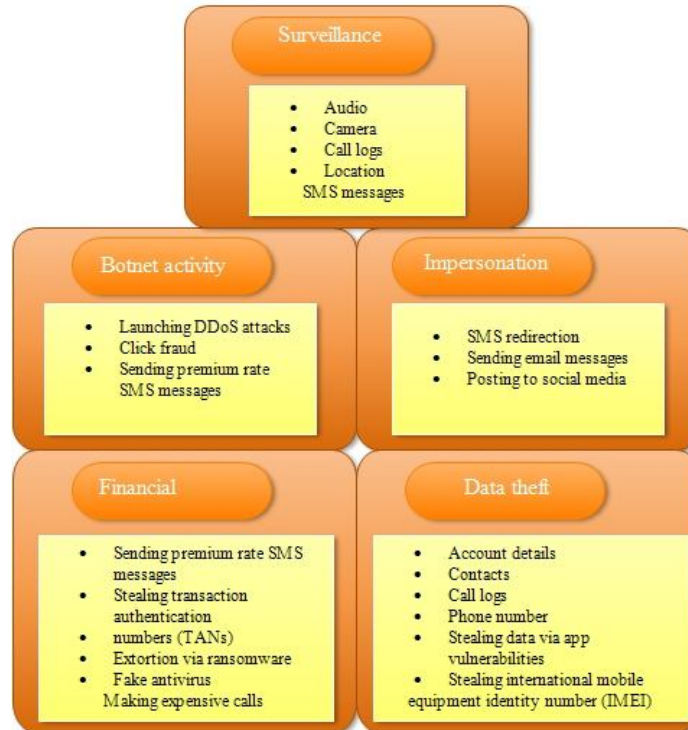 Surveillance
• Audio
• Camera
• Call logs
• Location
SMS messages
Botnet activity
• Launching DDoS attacks
• Click fraud
• Sending premium rate
SMS messages
Impersonation
• SMS redirection
• Sending email messages
• Posting to social media
Financial
• Sending premium rate SMS
messages
• Stealing transaction
authentication
• numbers (TANs)
• Extortion via ransomware
• Fake antivirus
Making expensive calls
Data theft
• Account details
• Contacts
• Call logs
• Phone number
• Stealing data via app
vulnerabilities
• Stealing international mobile
equipment identity number (IMEI)